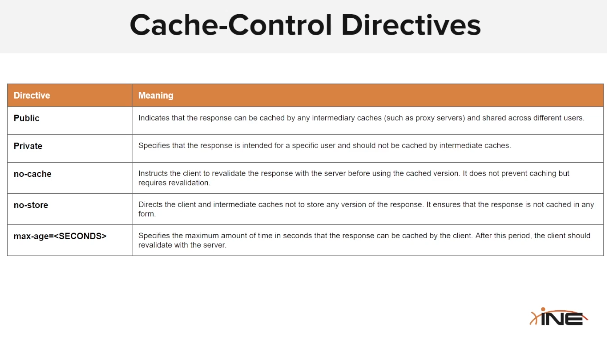 Cache-Control Directives
Directive
Meaning
Public
Indicates that the response can be cached by any intermediary caches (such as proxy servers) and shared across different users.
Private
Specifies that the response is intended for a specific user and should not be cached by intermediate caches.
no-cache
Instructs the client to revalidate the response with the server before using the cached version. It does not prevent caching but
requires revalidation.
no-store
Directs the client and intermediate caches not to store any version of the response. It ensures that the response is not cached in any
form.
max-age=<SECONDS>
Specifies the maximum amount of time in seconds that the response can be cached by the client. After this period, the client should
revalidate with the server.
INE